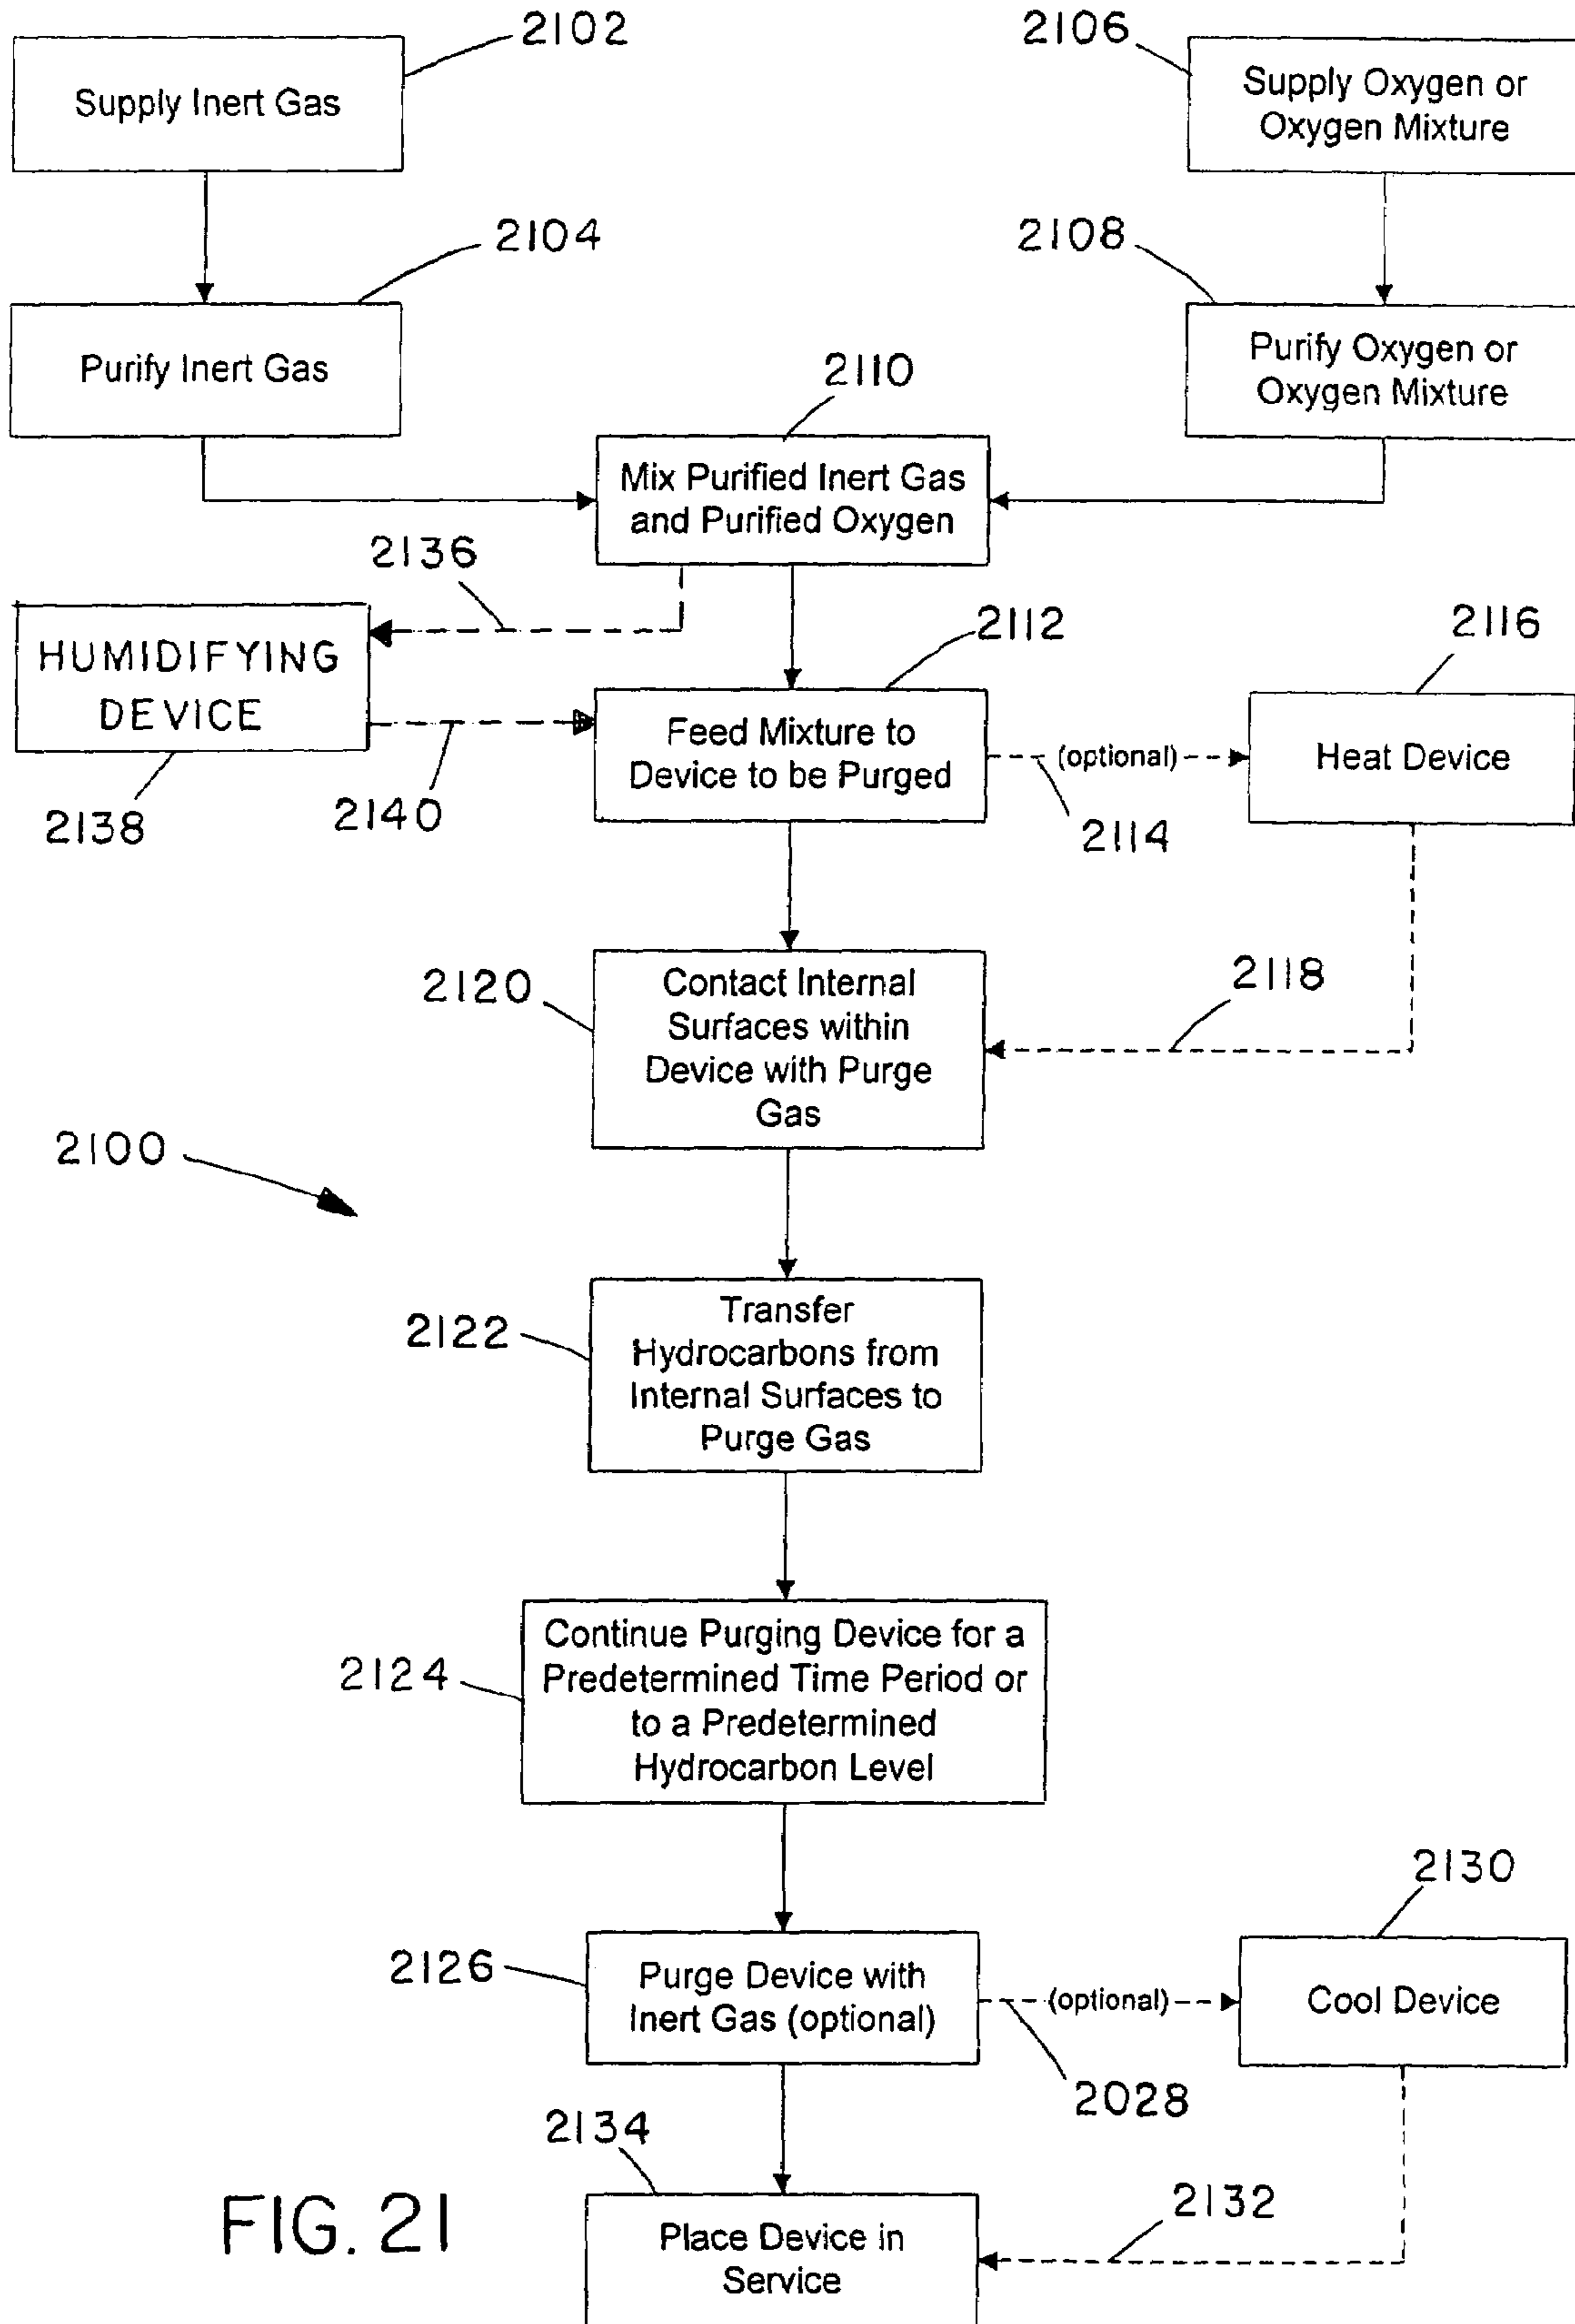 2102
2106
Supply Inert Gas
Supply Oxygen or
Oxygen Mixture
2104
2108
Purify Inert Gas
Purify Oxygen or
Oxygen Mixture
2110
Mix Purified Inert Gas
and Purified Oxygen
2136
HUMIDIFYING
DEVICE
2112
2116
Feed Mixture to
Device to be Purged
(optional)
Heat Device
2138
2140
2114
2120
Contact Internal
Surfaces within
Device with Purge
Gas
2118
2100
2122
Transfer
Hydrocarbons from
Internal Surfaces to
Purge Gas
2124
Continue Purging Device for a
Predetermined Time Period or
to a Predetermined
Hydrocarbon Level
2130
2126
Purge Device with
Inert Gas (optional)
(optional)
Cool Device
2028
2134
2132
Place Device in
Service
FIG. 21